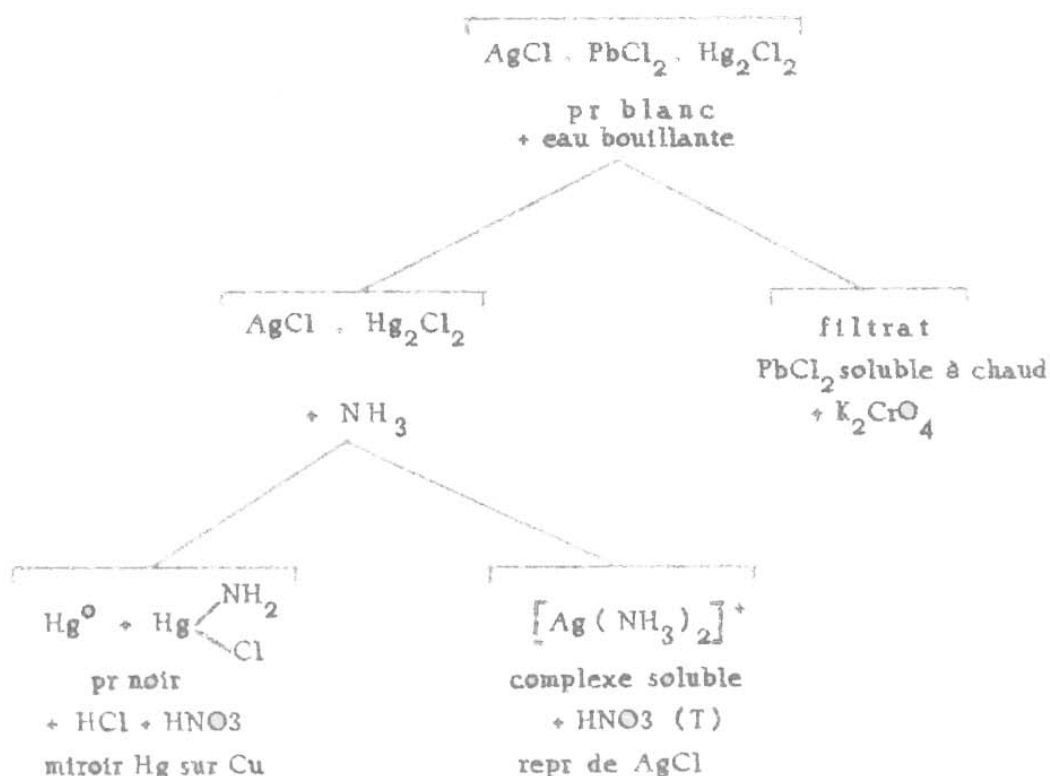 AgCl , PbCl₂ , Hg₂Cl₂
pr blanc
+ eau bouillante
AgCl , Hg₂Cl₂
filtrat
PbCl₂ soluble à chaud
+ K₂CrO₄
+ NH₃
Hg° + Hg NH₂ Cl
pr noir
+ HCl + HNO3
miroir Hg sur Cu
[Ag ( NH₃ )₂]⁺
complexe soluble
+ HNO3 (T)
repr de AgCl